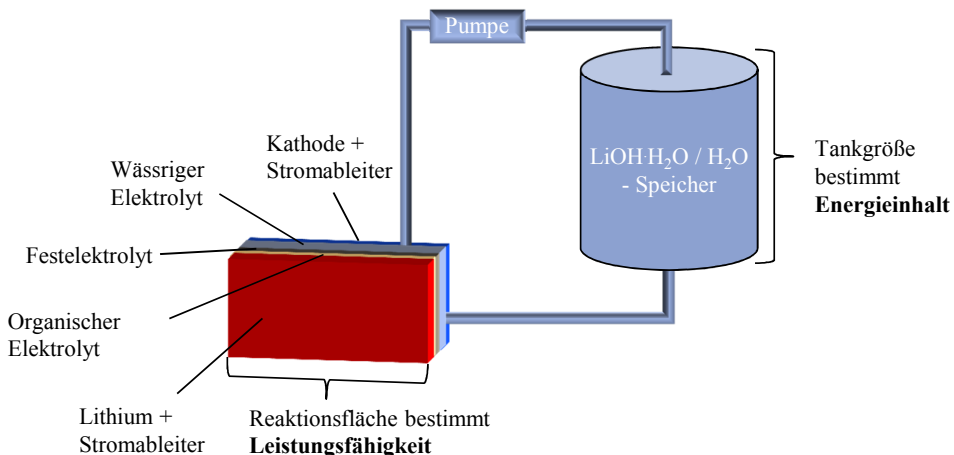 Pumpe
Kathode +
Stromableiter
Wässriger
Elektrolyt
LiOH·H₂O / H₂O
- Speicher
Tankgröße
bestimmt
Energieinhalt
Festelektrolyt
Organischer
Elektrolyt
Lithium +
Stromableiter
Reaktionsfläche bestimmt
Leistungsfähigkeit